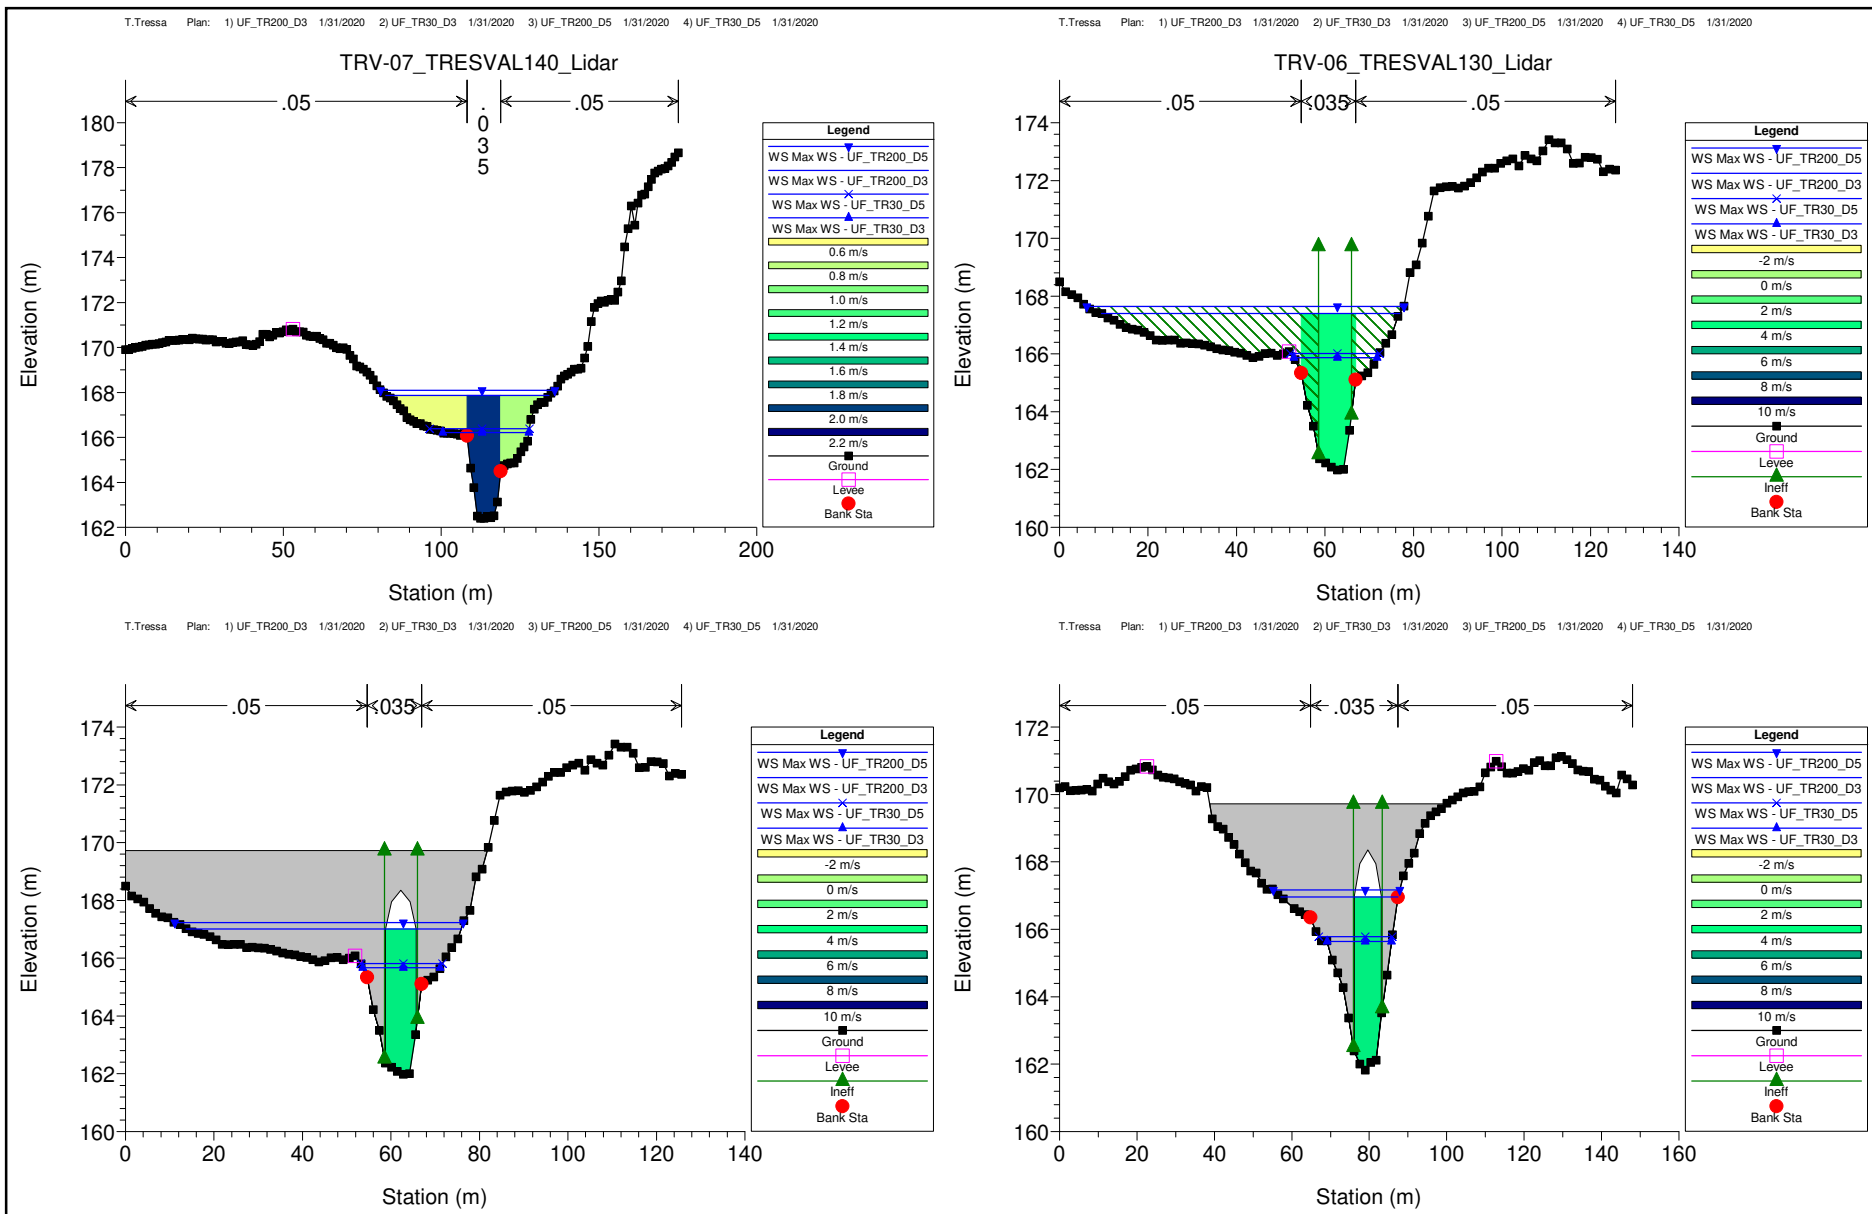 T.Tressa Plan: 1) UF_TR200_D3 1/31/2020 2) UF_TR30_D3 1/31/2020 3) UF_TR200_D5 1/31/2020 4) UF_TR30_D5 1/31/2020
TRV-07_TRESVAL140_Lidar
.05
.035
.05
180
178
176
174
172
170
168
166
164
162
0
50
100
150
200
Elevation (m)
Station (m)
Legend
WS Max WS - UF_TR200_D5
WS Max WS - UF_TR200_D3
WS Max WS - UF_TR30_D5
WS Max WS - UF_TR30_D3
0.6 m/s
0.8 m/s
1.0 m/s
1.2 m/s
1.4 m/s
1.6 m/s
1.8 m/s
2.0 m/s
2.2 m/s
Ground
Levee
Bank Sta
T.Tressa Plan: 1) UF_TR200_D3 1/31/2020 2) UF_TR30_D3 1/31/2020 3) UF_TR200_D5 1/31/2020 4) UF_TR30_D5 1/31/2020
TRV-06_TRESVAL130_Lidar
.05
.035
.05
174
172
170
168
166
164
162
160
0
20
40
60
80
100
120
140
Elevation (m)
Station (m)
Legend
WS Max WS - UF_TR200_D5
WS Max WS - UF_TR200_D3
WS Max WS - UF_TR30_D5
WS Max WS - UF_TR30_D3
-2 m/s
0 m/s
2 m/s
4 m/s
6 m/s
8 m/s
10 m/s
Ground
Levee
Ineff
Bank Sta
T.Tressa Plan: 1) UF_TR200_D3 1/31/2020 2) UF_TR30_D3 1/31/2020 3) UF_TR200_D5 1/31/2020 4) UF_TR30_D5 1/31/2020
.05
.035
.05
174
172
170
168
166
164
162
160
0
20
40
60
80
100
120
140
Elevation (m)
Station (m)
Legend
WS Max WS - UF_TR200_D5
WS Max WS - UF_TR200_D3
WS Max WS - UF_TR30_D5
WS Max WS - UF_TR30_D3
-2 m/s
0 m/s
2 m/s
4 m/s
6 m/s
8 m/s
10 m/s
Ground
Levee
Ineff
Bank Sta
T.Tressa Plan: 1) UF_TR200_D3 1/31/2020 2) UF_TR30_D3 1/31/2020 3) UF_TR200_D5 1/31/2020 4) UF_TR30_D5 1/31/2020
.05
.035
.05
172
170
168
166
164
162
160
0
20
40
60
80
100
120
140
160
Elevation (m)
Station (m)
Legend
WS Max WS - UF_TR200_D5
WS Max WS - UF_TR200_D3
WS Max WS - UF_TR30_D5
WS Max WS - UF_TR30_D3
-2 m/s
0 m/s
2 m/s
4 m/s
6 m/s
8 m/s
10 m/s
Ground
Levee
Ineff
Bank Sta